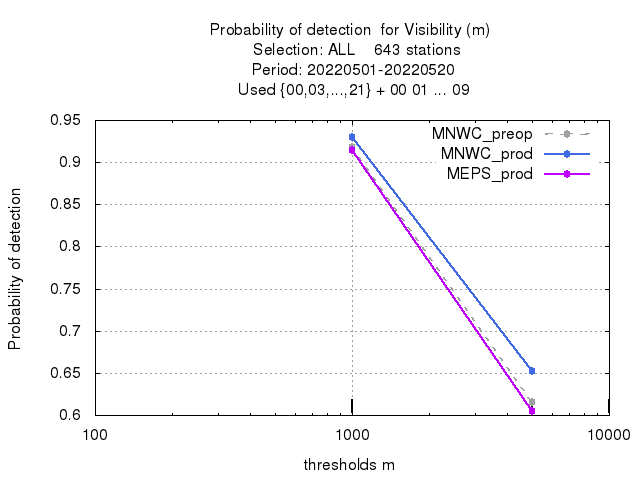 Probability of detection  for Visibility (m)
Selection: ALL    643 stations
Period: 20220501-20220520
Used {00,03,...,21} + 00 01 ... 09
MNWC_preop
MNWC_prod
MEPS_prod
0.95
0.9
0.85
0.8
0.75
0.7
0.65
0.6
Probability of detection
100
1000
10000
thresholds m